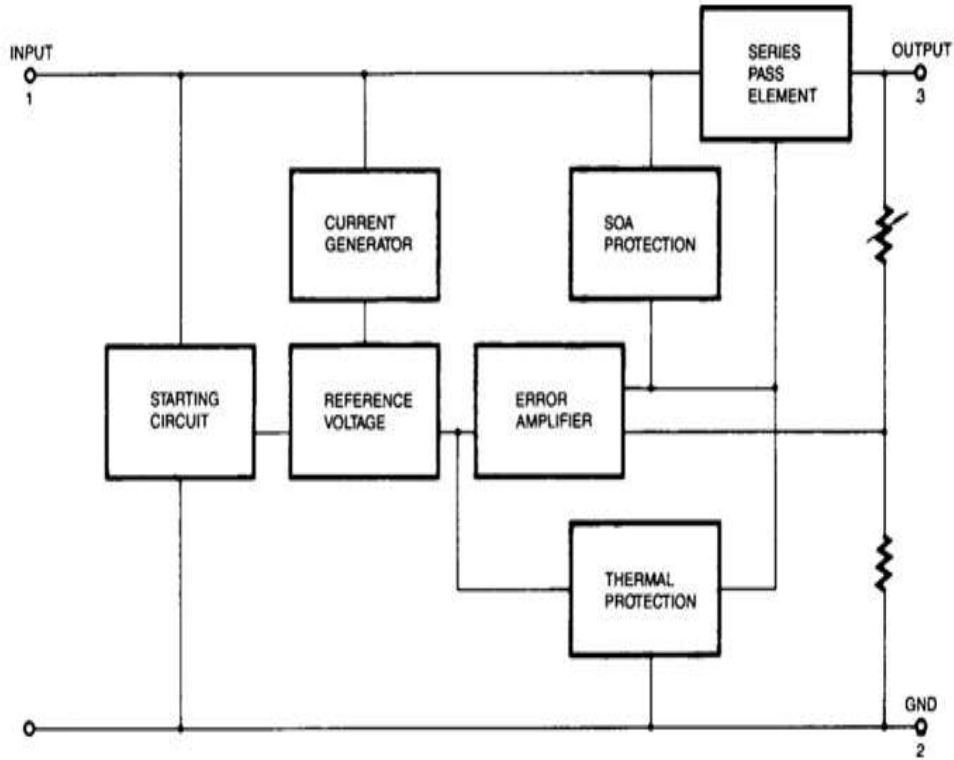 INPUT
1
SERIES
PASS
ELEMENT
OUTPUT
3
CURRENT
GENERATOR
SOA
PROTECTION
STARTING
CIRCUIT
REFERENCE
VOLTAGE
ERROR
AMPLIFIER
THERMAL
PROTECTION
GND
2